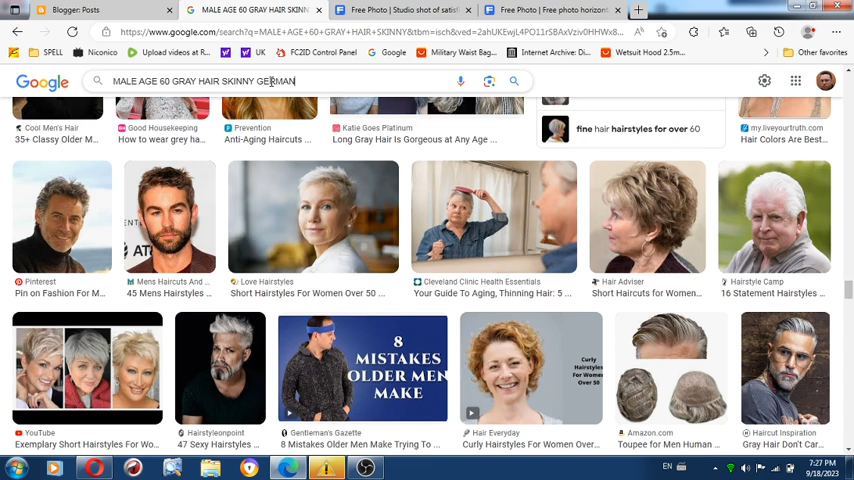 Blogger: Posts
MALE AGE 60 GRAY HAIR SKINN
Free Photo | Studio shot of satisf
Free Photo | Free photo horizont
https://www.google.com/search?q=MALE+AGE+60+GRAY+HAIR+SKINNY&tbm=isch&ved=2ahUKEwjL4PO11rSBAxVziv0HHWx8...
SPELL
Niconico
Upload videos at R...
UK
FC2ID Control Panel
Google
Military Waist Bag...
Internet Archive: Di...
Wetsuit Hood 2.5m...
Other favorites
Google
MALE AGE 60 GRAY HAIR SKINNY GERMAN
Cool Men's Hair
35+ Classy Older M...
Good Housekeeping
How to wear grey ha...
Prevention
Anti-Aging Haircuts ...
Katie Goes Platinum
Long Gray Hair Is Gorgeous at Any Age ...
fine hair hairstyles for over 60
my.liveyourtruth.com
Hair Colors Are Best...
AT
Pinterest
Pin on Fashion For M...
Mens Haircuts And ...
45 Mens Hairstyles ...
Love Hairstyles
Short Hairstyles For Women Over 50 ...
Cleveland Clinic Health Essentials
Your Guide To Aging, Thinning Hair: 5 ...
Hair Adviser
Short Haircuts for Women...
Hairstyle Camp
16 Statement Hairstyles ...
8
MISTAKES
OLDER MEN
MAKE
Curly
Hairstyles
For Women
Over 50
YouTube
Exemplary Short Hairstyles For Wo...
Hairstyleonpoint
47 Sexy Hairstyles ...
Gentleman's Gazette
8 Mistakes Older Men Make Trying To ...
Hair Everyday
Curly Hairstyles For Women Over...
Amazon.com
Toupee for Men Human ...
Haircut Inspiration
Gray Hair Don't Car...
EN
7:27 PM
9/18/2023